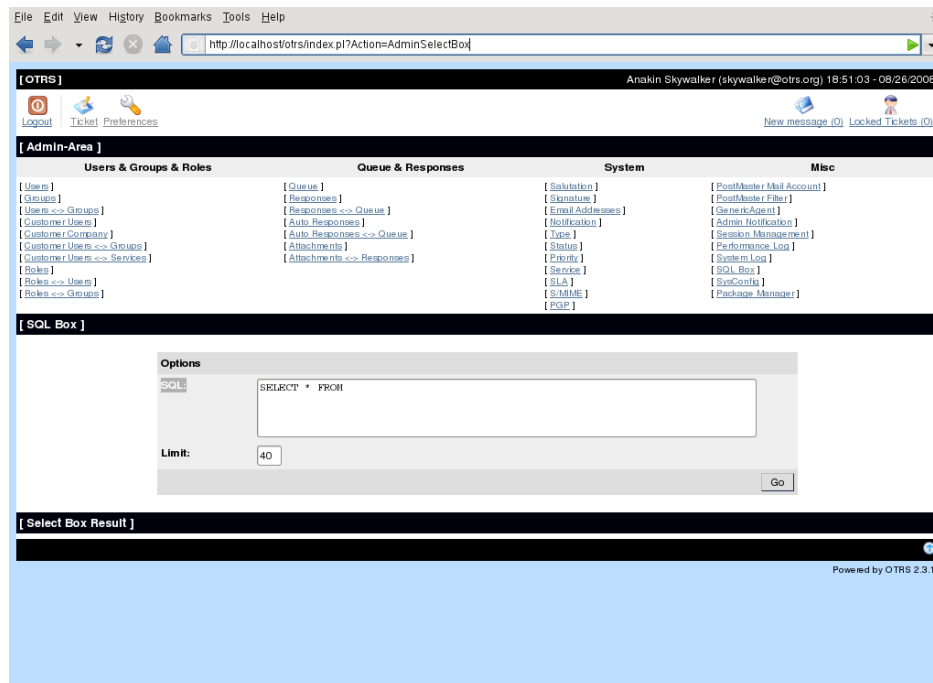 File Edit View History Bookmarks Tools Help
http://localhost/otrs/index.pl?Action=AdminSelectBox
[ OTRS ] Anakin Skywalker (skywalker@otrs.org) 18:51:03 - 08/26/2008
Logout Ticket Preferences New message (0) Locked Tickets (0)
[ Admin-Area ]
Users & Groups & Roles Queue & Responses System Misc
[ Users ] [ Queue ] [ Salutation ] [ PostMaster Mail Account ]
[ Groups ] [ Responses ] [ Signature ] [ PostMaster Filter ]
[ Users <-> Groups ] [ Responses <-> Queue ] [ Email Addresses ] [ GenericAgent ]
[ Customer Users ] [ Auto Responses ] [ Notification ] [ Admin Notification ]
[ Customer Company ] [ Auto Responses <-> Queue ] [ Type ] [ Session Management ]
[ Customer Users <-> Groups ] [ Attachments ] [ Status ] [ Performance Log ]
[ Customer Users <-> Services ] [ Attachments <-> Responses ] [ Priority ] [ System Log ]
[ Roles ] [ Service ] [ SQL Box ]
[ Roles <-> Users ] [ SLA ] [ SysConfig ]
[ Roles <-> Groups ] [ S/MIME ] [ Package Manager ]
[ PGP ]
[ SQL Box ]
Options
SQL: SELECT * FROM
Limit: 40
Go
[ Select Box Result ]
Powered by OTRS 2.3.1